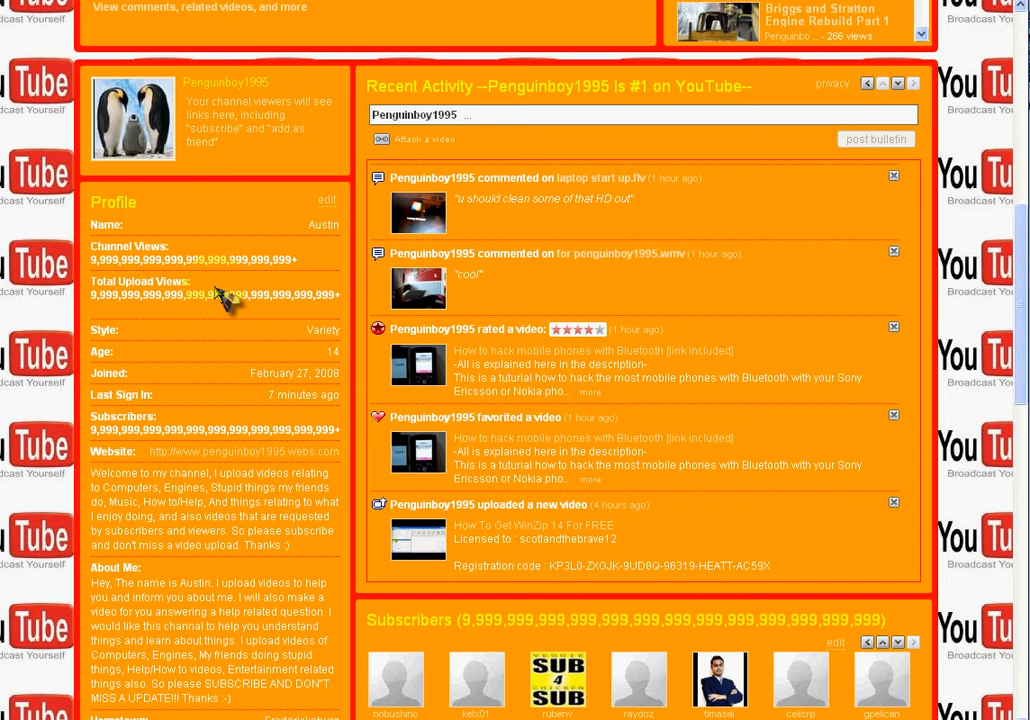 View comments, related videos, and more
Briggs and Stratton
Engine Rebuild Part 1
Penguinbo... - 266 views
Penguinboy1995
Your channel viewers will see
links here, including
"subscribe" and "add as
friend".
Profile edit
Name: Austin
Channel Views:
9,999,999,999,999,999,999,999,999,999+
Total Upload Views:
Style: Variety
Age: 14
Joined: February 27, 2008
Last Sign In: 7 minutes ago
Subscribers:
9,999,999,999,999,999,999,999,999,999,999,999+
Website: http://www.penguinboy1995.webs.com
Welcome to my channel, I upload videos relating
to Computers, Engines, Stupid things my friends
do, Music, How to/Help, And things relating to what
I enjoy doing, and also videos that are requested
by subscribers and viewers. So please subscribe
and don't miss a video upload. Thanks :)
About Me:
Hey, The name is Austin. I upload videos to help
you and inform you about me. I will also make a
video for you answering a help related question. I
would like this channal to help you understand
things and learn about things. I upload videos of
Computers, Engines, My friends doing stupid
things, Help/How to videos, Entertainment related
things also. So please SUBSCRIBE AND DON"T
MISS A UPDATE!!! Thanks :-)
Hometown: Fredericksburg
Recent Activity --Penguinboy1995 Is #1 on YouTube-- privacy
Penguinboy1995 ...
Attach a video post bulletin
Penguinboy1995 commented on laptop start up.flv (1 hour ago)
"u should clean some of that HD out"
Penguinboy1995 commented on for penguinboy1995.wmv (1 hour ago)
"cool"
Penguinboy1995 rated a video: (1 hour ago)
How to hack mobile phones with Bluetooth [link included]
-All is explained here in the description-
This is a tuturial how to hack the most mobile phones with Bluetooth with your Sony
Ericsson or Nokia pho... more
Penguinboy1995 favorited a video (1 hour ago)
How to hack mobile phones with Bluetooth [link included]
-All is explained here in the description-
This is a tuturial how to hack the most mobile phones with Bluetooth with your Sony
Ericsson or Nokia pho... more
Penguinboy1995 uploaded a new video (4 hours ago)
How To Get WinZip 14 For FREE
Licensed to : scotlandthebrave12
Registration code : KP3L0-ZXGJK-9UD8Q-96319-HEATT-AC59X
Subscribers (9,999,999,999,999,999,999,999,999,999,999,999,999)
edit
SUB
4
SUB
nobushino kelx01 rubenv raydoz timasai celisrp gpelican
You Tube
Broadcast Yourself